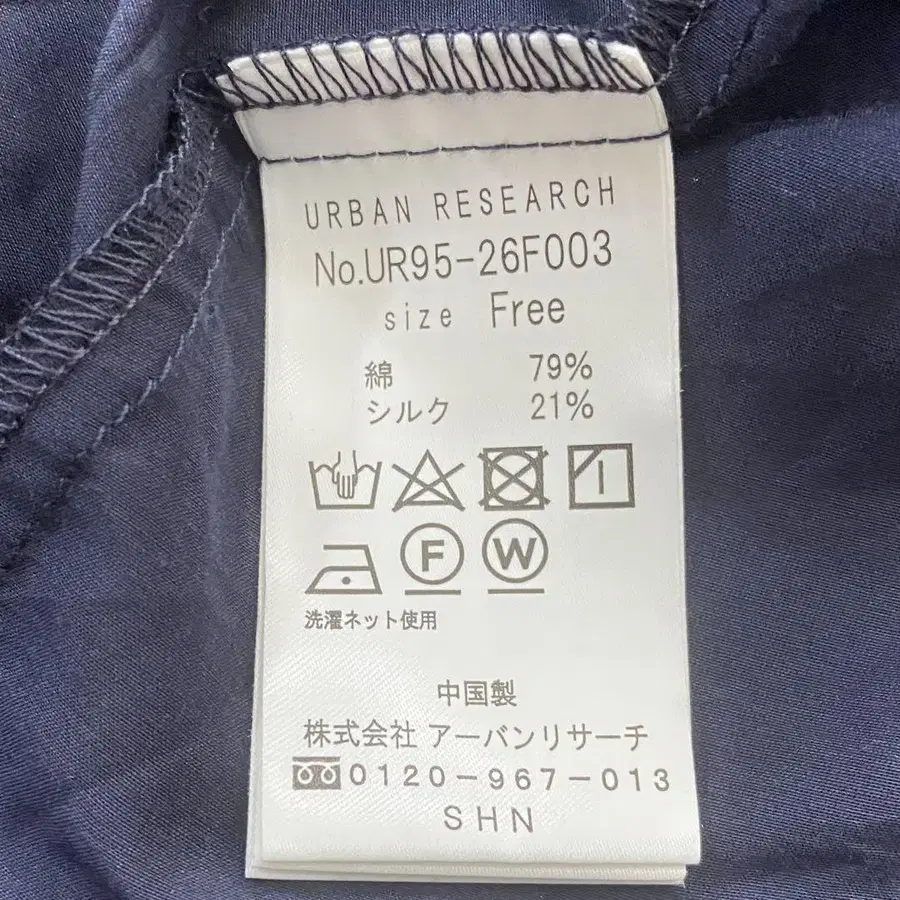 URBAN RESEARCH
No.UR95-26F003
size Free
綿 79%
シルク 21%
F W
洗濯ネット使用
中国製
株式会社 アーバンリサーチ
0120-967-013
SHN